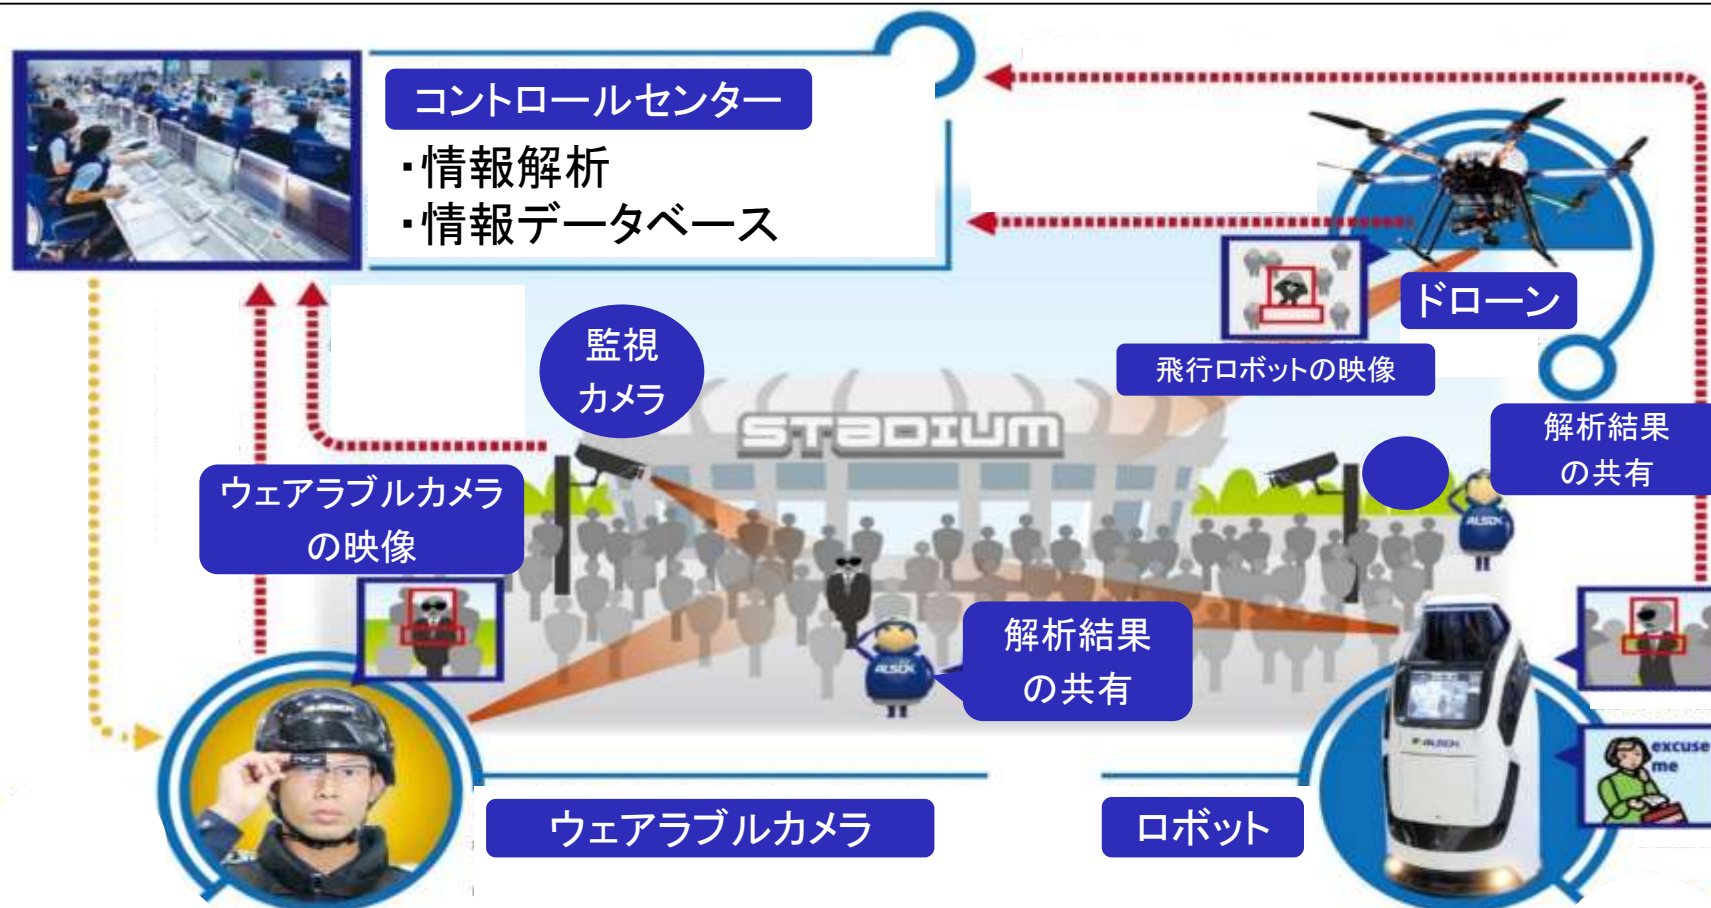 コントロールセンター
・情報解析
・情報データベース
ドローン
飛行ロボットの映像
監視
カメラ
STADIUM
解析結果
の共有
ウェアラブルカメラ
の映像
ALSOK
解析結果
の共有
ALSOK
ALSOK
excuse
me
ウェアラブルカメラ
ロボット